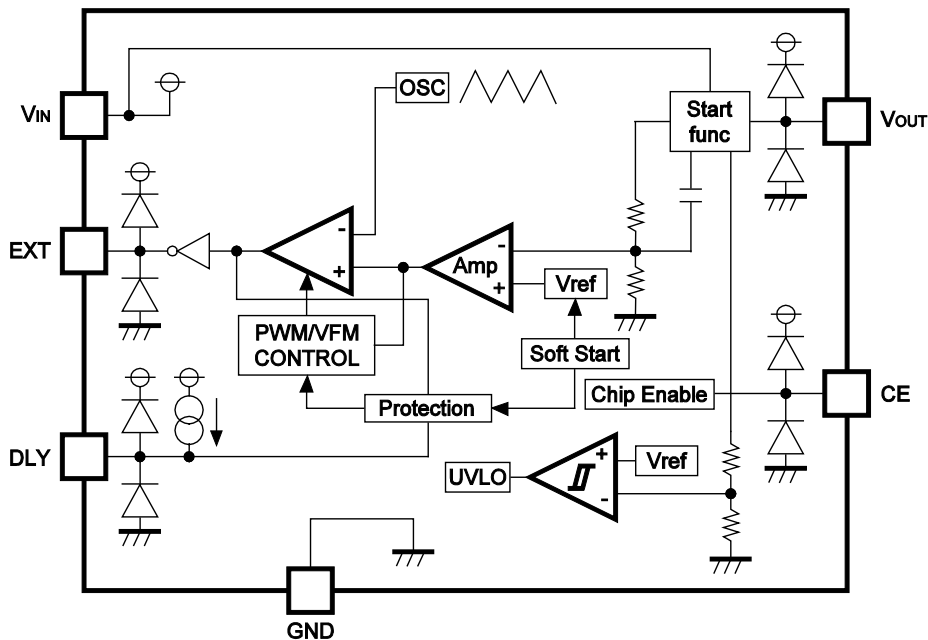 OSC
VIN
Start
func
VOUT
EXT
-
+
-
Amp
+
Vref
PWM/VFM
CONTROL
Soft Start
Chip Enable
CE
Protection
DLY
UVLO
+
-
Vref
GND